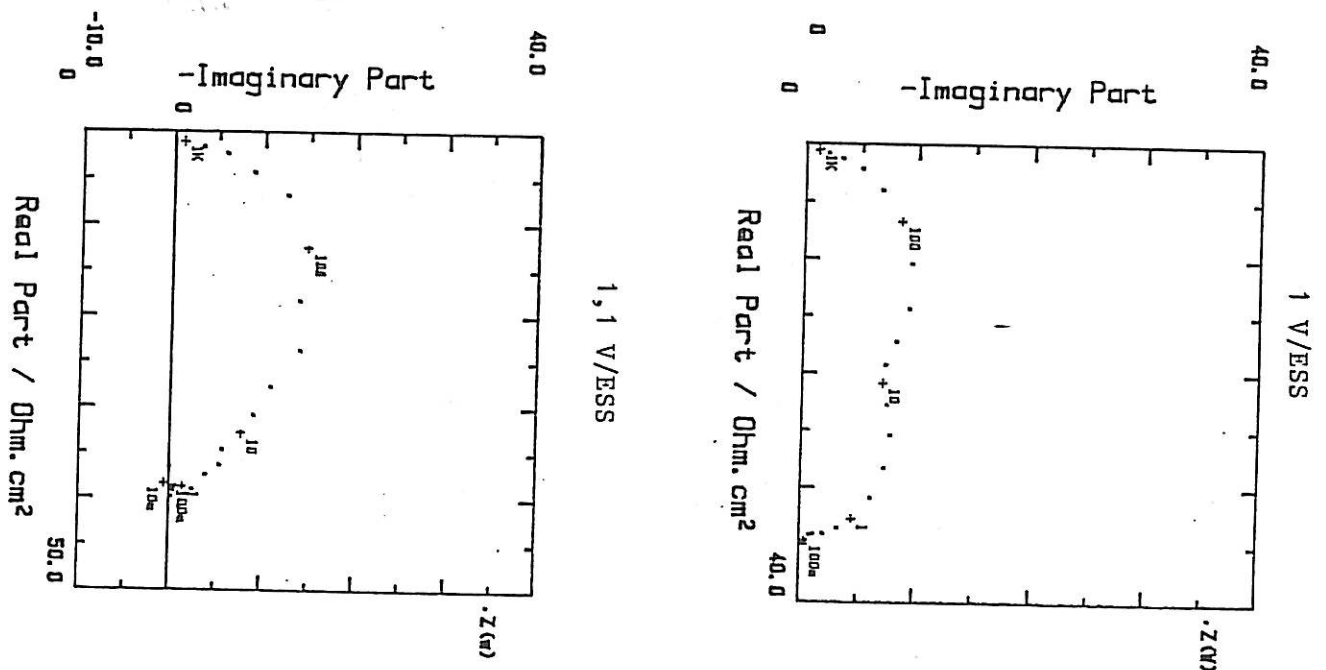 1 V/ESS
40.0
-Imaginary Part
0
.Z(W)
1K
100
10
1
100m
0
Real Part / Ohm.cm²
40.0
1,1 V/ESS
40.0
-Imaginary Part
-10.0
.Z(W)
1K
100
10
1
100m
10m
0
0
Real Part / Ohm.cm²
50.0